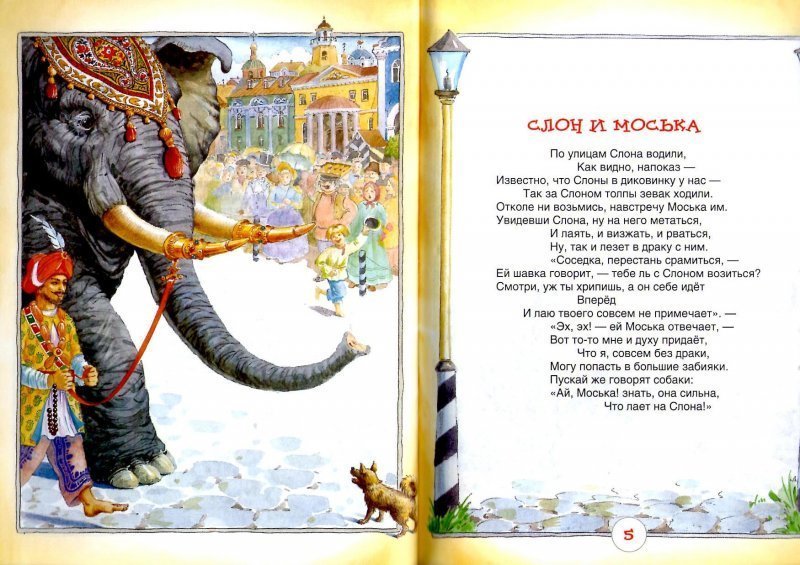 СЛОН И МОСЬКА
По улицам Слона водили,
Как видно, напоказ —
Известно, что Слоны в диковинку у нас —
Так за Слоном толпы зевак ходили.
Отколе ни возьмись, навстречу Моська им.
Увидевши Слона, ну на него метаться,
И лаять, и визжать, и рваться,
Ну, так и лезет в драку с ним.
«Соседка, перестань срамиться, —
Ей шавка говорит, — тебе ль с Слоном возиться?
Смотри, уж ты хрипишь, а он себе идёт
Вперёд
И лаю твоего совсем не примечает». —
«Эх, эх! — ей Моська отвечает, —
Вот то-то мне и духу придаёт,
Что я, совсем без драки,
Могу попасть в большие забияки.
Пускай же говорят собаки:
«Ай, Моська! знать, она сильна,
Что лает на Слона!»
5